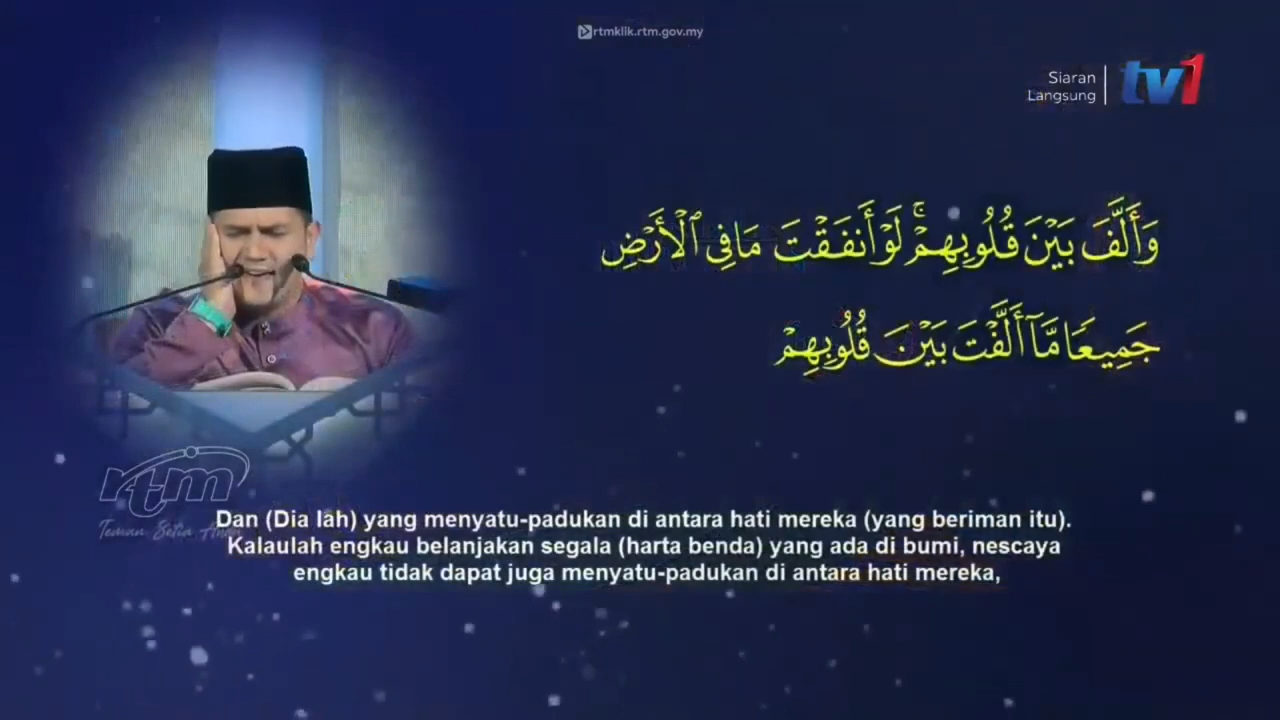 rtmklik.rtm.gov.my
Siaran
Langsung
tv1
وَأَلَّفَ بَيْنَ قُلُوبِهِمْ ۚ لَوْ أَنفَقْتَ مَا فِى ٱلْأَرْضِ
جَمِيعًا مَّآ أَلَّفْتَ بَيْنَ قُلُوبِهِمْ
rtm
Teman Setia Anda
Dan (Dia lah) yang menyatu-padukan di antara hati mereka (yang beriman itu).
Kalaulah engkau belanjakan segala (harta benda) yang ada di bumi, nescaya
engkau tidak dapat juga menyatu-padukan di antara hati mereka,